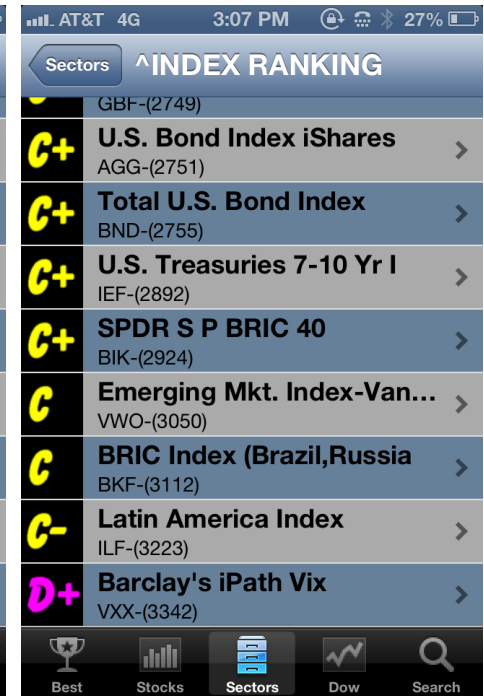 AT&T 4G 3:07 PM 27%
Sectors ^INDEX RANKING
GBF-(2749)
C+ U.S. Bond Index iShares
AGG-(2751)
C+ Total U.S. Bond Index
BND-(2755)
C+ U.S. Treasuries 7-10 Yr I
IEF-(2892)
C+ SPDR S P BRIC 40
BIK-(2924)
C Emerging Mkt. Index-Van...
VWO-(3050)
C BRIC Index (Brazil,Russia
BKF-(3112)
C- Latin America Index
ILF-(3223)
D+ Barclay's iPath Vix
VXX-(3342)
Best Stocks Sectors Dow Search